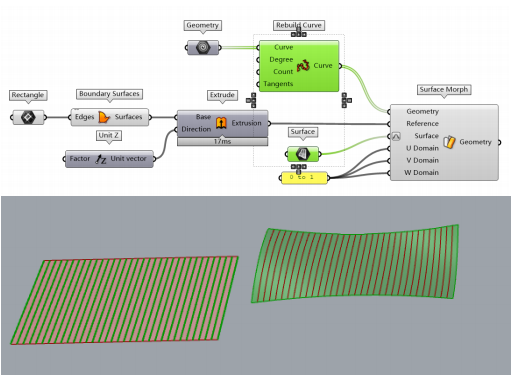 Geometry
Rebuild Curve
Curve
Degree
Count
Tangents
Curve
Surface Morph
Rectangle
Boundary Surfaces
Extrude
Edges
Surfaces
Base
Direction
Extrusion
17ms
Unit Z
Factor
Unit vector
Surface
0 to 1
Geometry
Reference
Surface
U Domain
V Domain
W Domain
Geometry